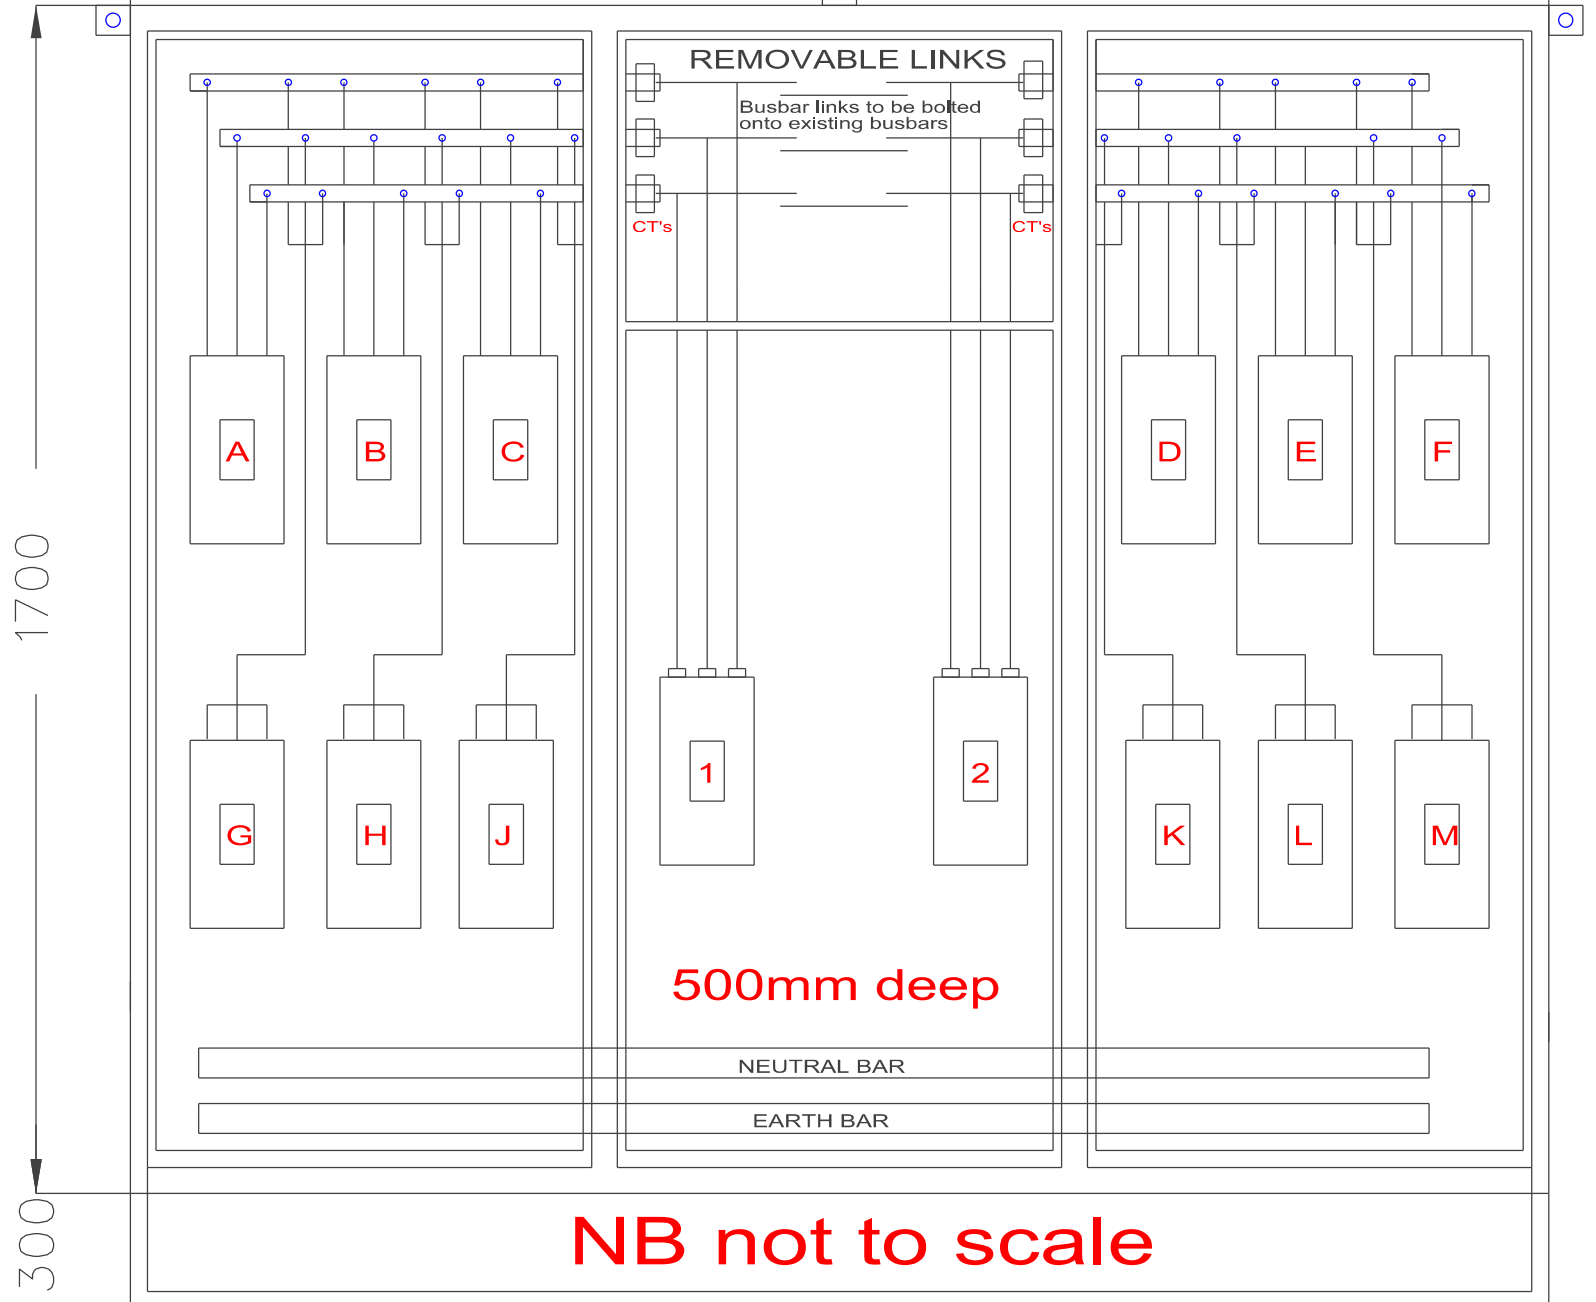 REMOVABLE LINKS
Busbar links to be bolted
onto existing busbars
CT's
CT's
A
B
C
D
E
F
1700
1
2
G
H
J
K
L
M
500mm deep
NEUTRAL BAR
EARTH BAR
300
NB not to scale